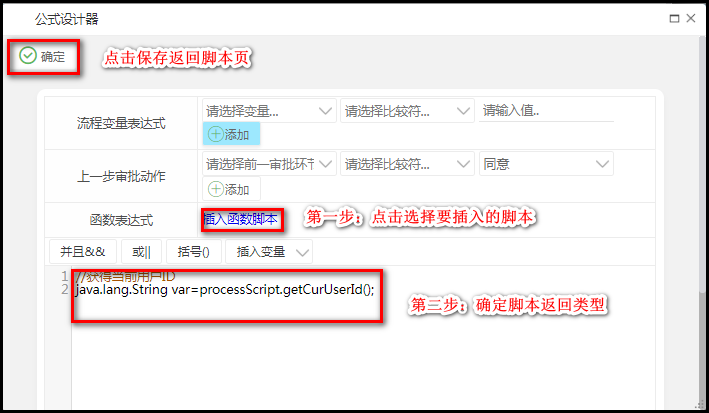 公式设计器
确定
点击保存返回脚本页
流程变量表达式
请选择变量...
请选择比较符...
请输入值..
添加
上一步审批动作
请选择前一审批环节
请选择比较符...
同意
添加
函数表达式
插入函数脚本
第一步：点击选择要插入的脚本
并且&&
或||
括号()
插入变量
1 //获得当前用户ID
2 java.lang.String var=processScript.getCurUserId();
第三步：确定脚本返回类型